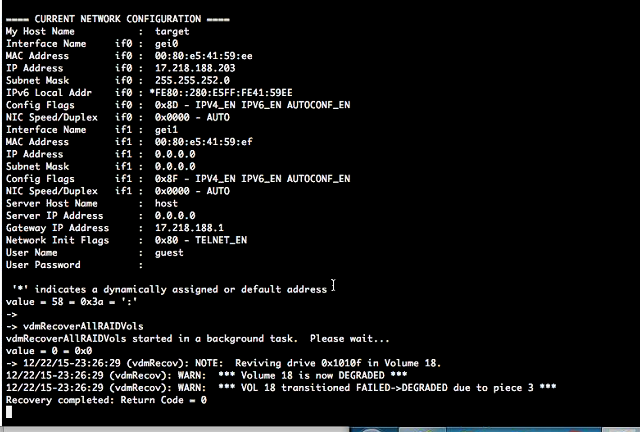 ==== CURRENT NETWORK CONFIGURATION ====
My Host Name : target
Interface Name if0 : gei0
MAC Address if0 : 00:80:e5:41:59:ee
IP Address if0 : 17.218.188.203
Subnet Mask if0 : 255.255.252.0
IPv6 Local Addr if0 : *FE80::280:E5FF:FE41:59EE
Config Flags if0 : 0x8D - IPV4_EN IPV6_EN AUTOCONF_EN
NIC Speed/Duplex if0 : 0x0000 - AUTO
Interface Name if1 : gei1
MAC Address if1 : 00:80:e5:41:59:ef
IP Address if1 : 0.0.0.0
Subnet Mask if1 : 0.0.0.0
Config Flags if1 : 0x8F - IPV4_EN IPV6_EN AUTOCONF_EN
NIC Speed/Duplex if1 : 0x0000 - AUTO
Server Host Name : host
Server IP Address : 0.0.0.0
Gateway IP Address : 17.218.188.1
Network Init Flags : 0x80 - TELNET_EN
User Name : guest
User Password :
'*' indicates a dynamically assigned or default address
value = 58 = 0x3a = ':'
->
-> vdmRecoverAllRAIDVols
vdmRecoverAllRAIDVols started in a background task. Please wait...
value = 0 = 0x0
-> 12/22/15-23:26:29 (vdmRecov): NOTE: Reviving drive 0x1010f in Volume 18.
12/22/15-23:26:29 (vdmRecov): WARN: *** Volume 18 is now DEGRADED ***
12/22/15-23:26:29 (vdmRecov): WARN: *** VOL 18 transitioned FAILED->DEGRADED due to piece 3 ***
Recovery completed: Return Code = 0